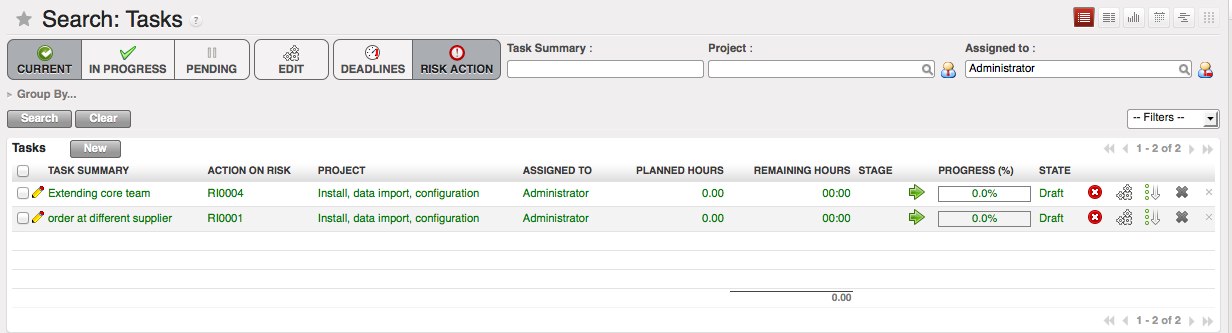 Search: Tasks ?
CURRENT IN PROGRESS PENDING EDIT DEADLINES RISK ACTION
Task Summary : Project : Assigned to :
Administrator
Group By...
Search Clear -- Filters --
Tasks New 1 - 2 of 2
TASK SUMMARY ACTION ON RISK PROJECT ASSIGNED TO PLANNED HOURS REMAINING HOURS STAGE PROGRESS (%) STATE
Extending core team RI0004 Install, data import, configuration Administrator 0.00 00:00 0.0% Draft
order at different supplier RI0001 Install, data import, configuration Administrator 0.00 00:00 0.0% Draft
0.00
1 - 2 of 2